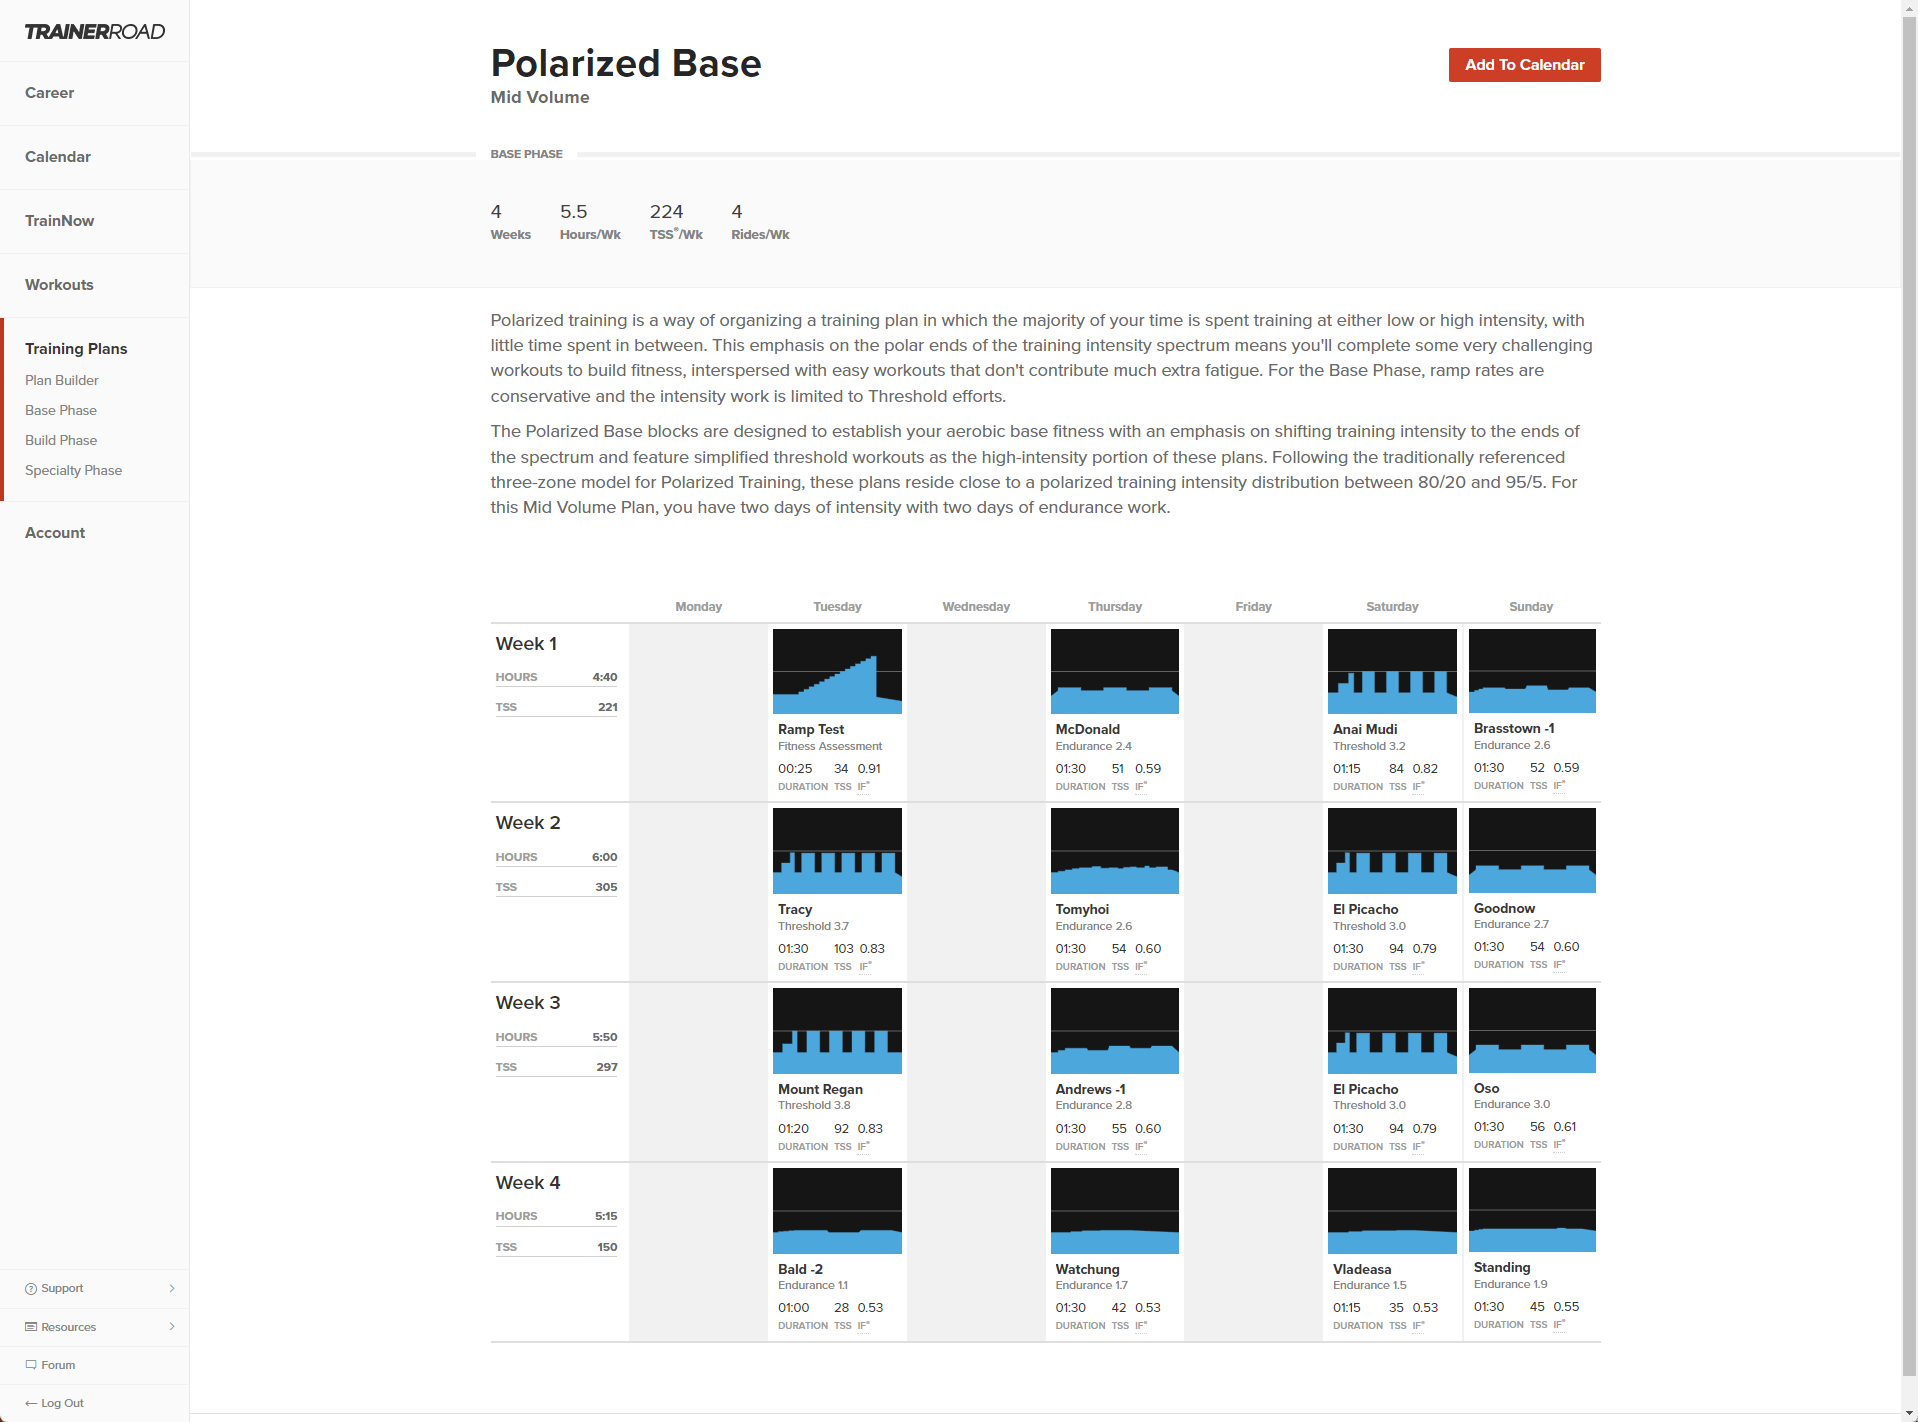 TRAINERROAD
Career
Calendar
TrainNow
Workouts
Training Plans
Plan Builder
Base Phase
Build Phase
Specialty Phase
Account
Support
Resources
Forum
Log Out
Polarized Base
Mid Volume
Add To Calendar
BASE PHASE
4 5.5 224 4
Weeks Hours/Wk TSS®/Wk Rides/Wk
Polarized training is a way of organizing a training plan in which the majority of your time is spent training at either low or high intensity, with
little time spent in between. This emphasis on the polar ends of the training intensity spectrum means you'll complete some very challenging
workouts to build fitness, interspersed with easy workouts that don't contribute much extra fatigue. For the Base Phase, ramp rates are
conservative and the intensity work is limited to Threshold efforts.
The Polarized Base blocks are designed to establish your aerobic base fitness with an emphasis on shifting training intensity to the ends of
the spectrum and feature simplified threshold workouts as the high-intensity portion of these plans. Following the traditionally referenced
three-zone model for Polarized Training, these plans reside close to a polarized training intensity distribution between 80/20 and 95/5. For
this Mid Volume Plan, you have two days of intensity with two days of endurance work.
Monday Tuesday Wednesday Thursday Friday Saturday Sunday
Week 1
HOURS 4:40
TSS 221
Ramp Test
Fitness Assessment
00:25 34 0.91
DURATION TSS IF®
McDonald
Endurance 2.4
01:30 51 0.59
DURATION TSS IF®
Anai Mudi
Threshold 3.2
01:15 84 0.82
DURATION TSS IF®
Brasstown -1
Endurance 2.6
01:30 52 0.59
DURATION TSS IF®
Week 2
HOURS 6:00
TSS 305
Tracy
Threshold 3.7
01:30 103 0.83
DURATION TSS IF®
Tomyhoi
Endurance 2.6
01:30 54 0.60
DURATION TSS IF®
El Picacho
Threshold 3.0
01:30 94 0.79
DURATION TSS IF®
Goodnow
Endurance 2.7
01:30 54 0.60
DURATION TSS IF®
Week 3
HOURS 5:50
TSS 297
Mount Regan
Threshold 3.8
01:20 92 0.83
DURATION TSS IF®
Andrews -1
Endurance 2.8
01:30 55 0.60
DURATION TSS IF®
El Picacho
Threshold 3.0
01:30 94 0.79
DURATION TSS IF®
Oso
Endurance 3.0
01:30 56 0.61
DURATION TSS IF®
Week 4
HOURS 5:15
TSS 150
Bald -2
Endurance 1.1
01:00 28 0.53
DURATION TSS IF®
Watchung
Endurance 1.7
01:30 42 0.53
DURATION TSS IF®
Vladeasa
Endurance 1.5
01:15 35 0.53
DURATION TSS IF®
Standing
Endurance 1.9
01:30 45 0.55
DURATION TSS IF®